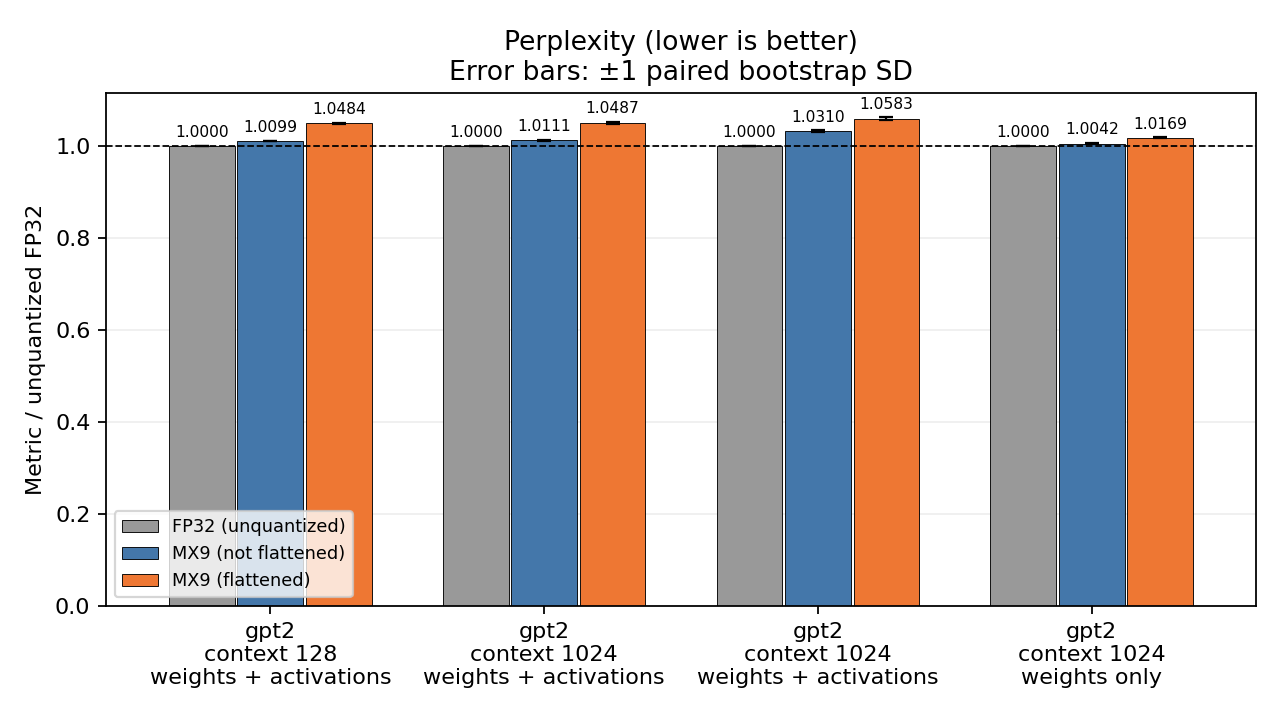 Perplexity (lower is better)
Error bars: ±1 paired bootstrap SD
Metric / unquantized FP32
1.0
0.8
0.6
0.4
0.2
0.0
1.0000 1.0099 1.0484
1.0000 1.0111 1.0487
1.0000 1.0310 1.0583
1.0000 1.0042 1.0169
FP32 (unquantized)
MX9 (not flattened)
MX9 (flattened)
gpt2
context 128
weights + activations
gpt2
context 1024
weights + activations
gpt2
context 1024
weights + activations
gpt2
context 1024
weights only